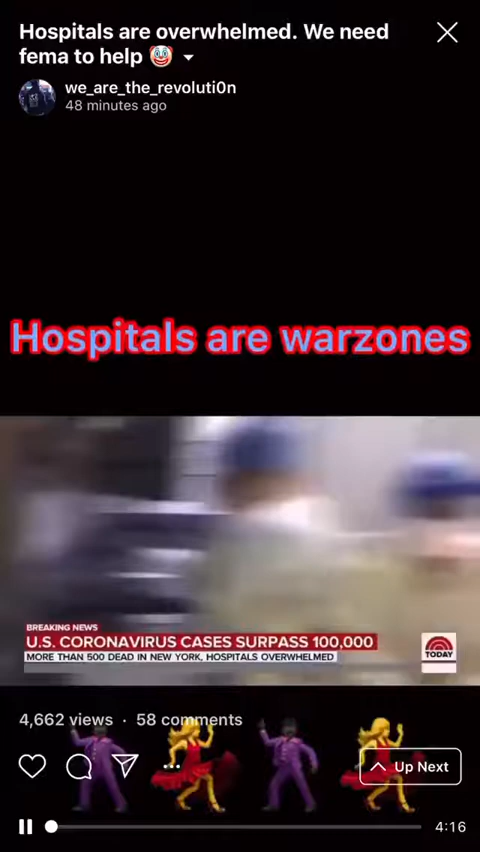 Hospitals are overwhelmed. We need
fema to help 🤡
we_are_the_revoluti0n
48 minutes ago
Hospitals are warzones
BREAKING NEWS
U.S. CORONAVIRUS CASES SURPASS 100,000
MORE THAN 500 DEAD IN NEW YORK, HOSPITALS OVERWHELMED
TODAY
4,662 views · 58 comments
Up Next
4:16